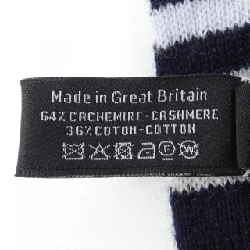 Made in Great Britain
64% CACHEMIRE-CASHMERE
36% COTON-COTTON